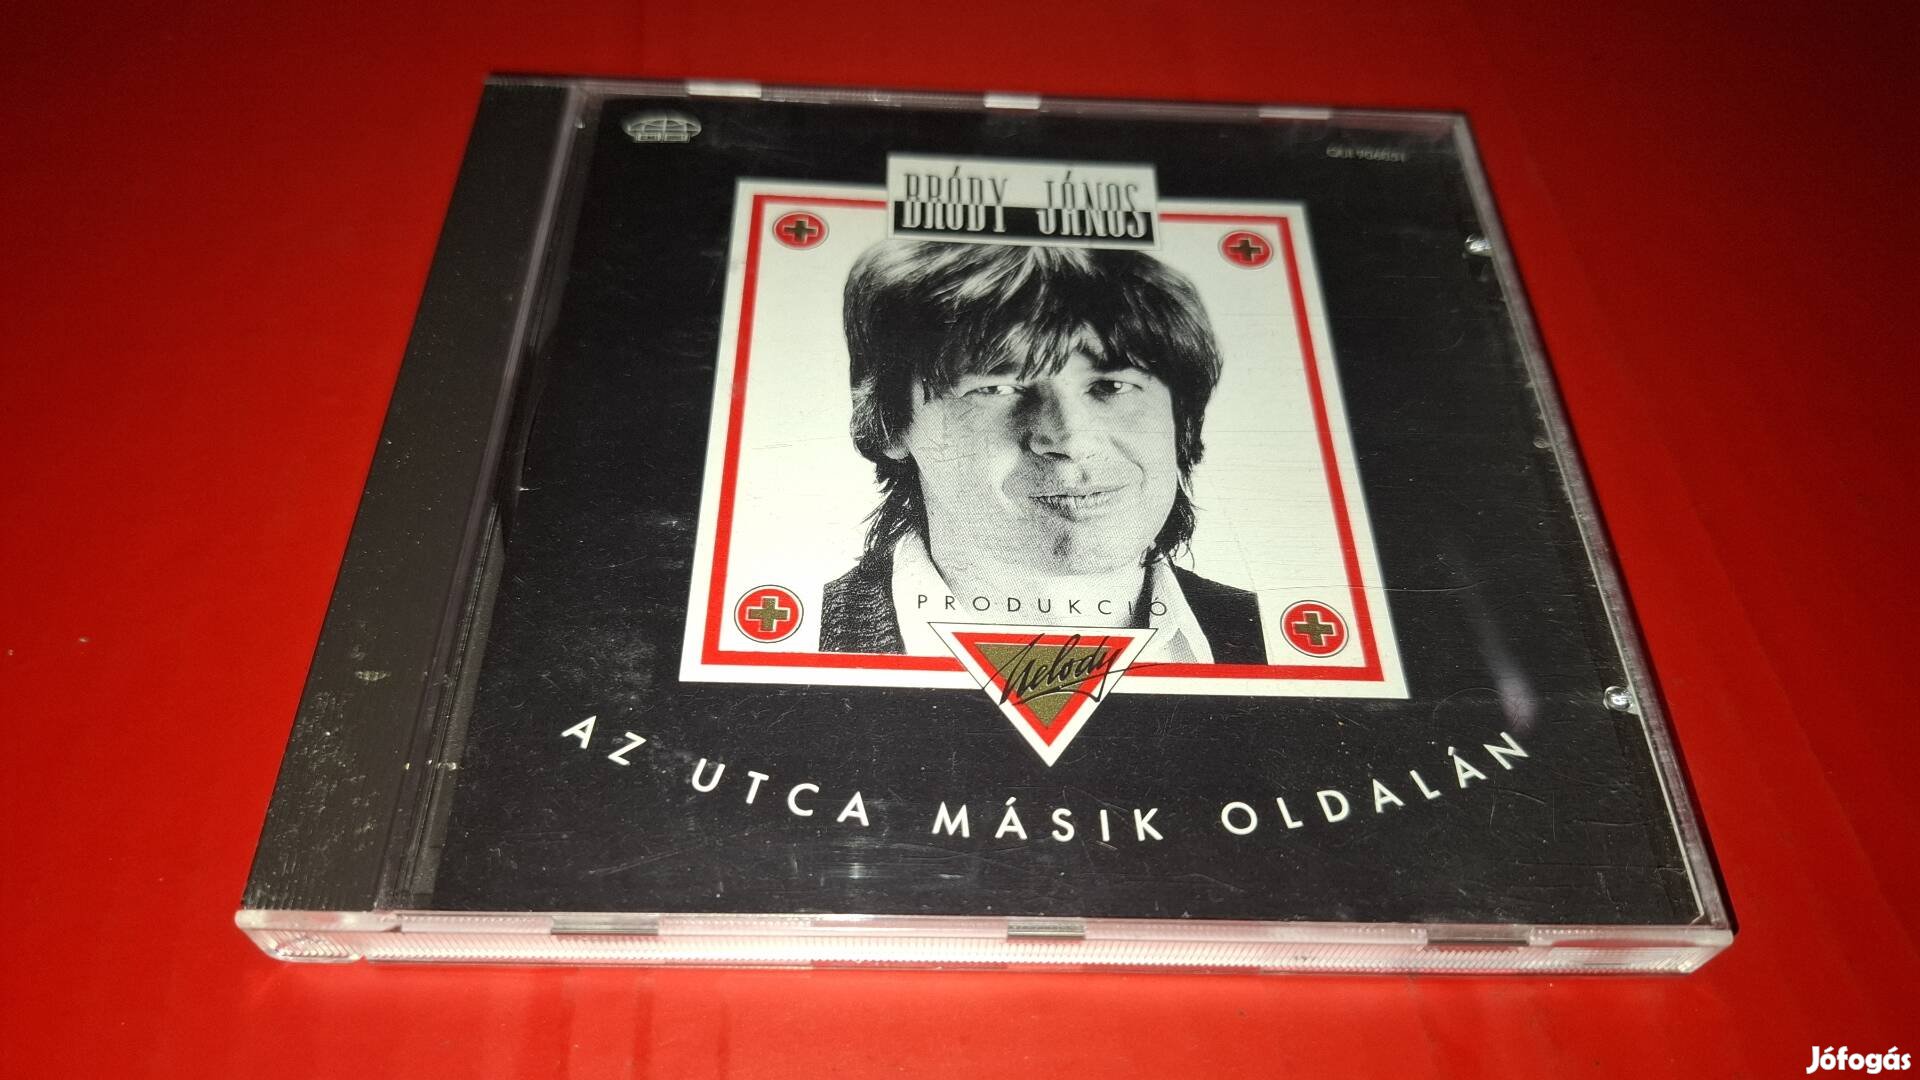 BRÓDY JÁNOS
PRODUKCIÓ
Melody
AZ UTCA MÁSIK OLDALÁN
Jófogás